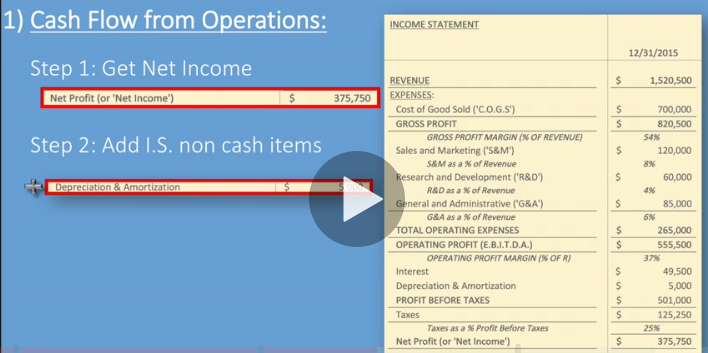 1) Cash Flow from Operations:
Step 1: Get Net Income
Net Profit (or 'Net Income') $ 375,750
Step 2: Add I.S. non cash items
Depreciation & Amortization $ 5,000
INCOME STATEMENT
12/31/2015
REVENUE $ 1,520,500
EXPENSES:
Cost of Good Sold ('C.O.G.S') $ 700,000
GROSS PROFIT $ 820,500
GROSS PROFIT MARGIN (% OF REVENUE) 54%
Sales and Marketing ('S&M') $ 120,000
S&M as a % of Revenue 8%
Research and Development ('R&D') $ 60,000
R&D as a % of Revenue 4%
General and Administrative ('G&A') $ 85,000
G&A as a % of Revenue 6%
TOTAL OPERATING EXPENSES $ 265,000
OPERATING PROFIT (E.B.I.T.D.A.) $ 555,500
OPERATING PROFIT MARGIN (% OF R) 37%
Interest $ 49,500
Depreciation & Amortization $ 5,000
PROFIT BEFORE TAXES $ 501,000
Taxes $ 125,250
Taxes as a % Profit Before Taxes 25%
Net Profit (or 'Net Income') $ 375,750